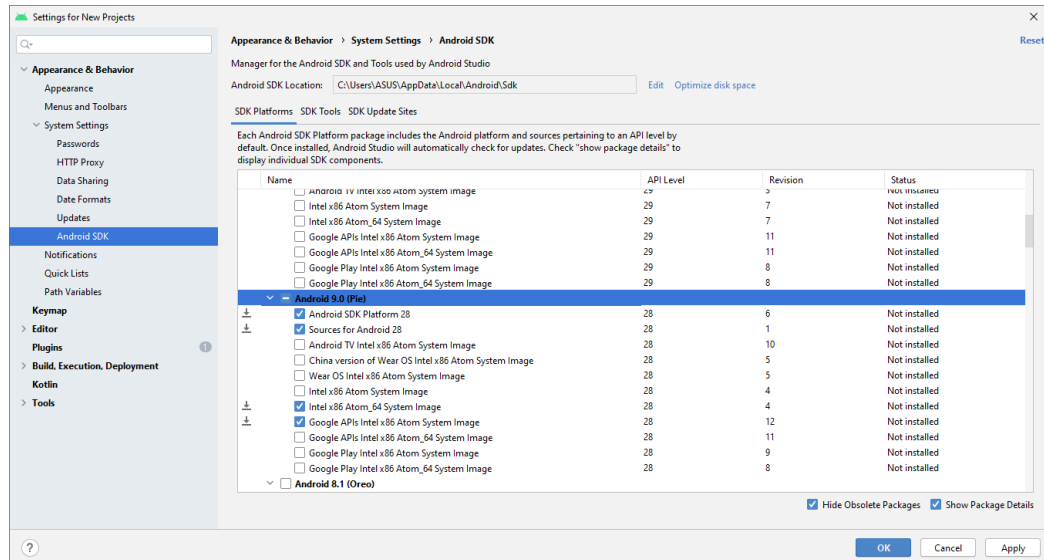 Settings for New Projects
Appearance & Behavior > System Settings > Android SDK
Reset
Manager for the Android SDK and Tools used by Android Studio
Android SDK Location: C:\Users\ASUS\AppData\Local\Android\Sdk Edit Optimize disk space
SDK Platforms SDK Tools SDK Update Sites
Each Android SDK Platform package includes the Android platform and sources pertaining to an API level by
default. Once installed, Android Studio will automatically check for updates. Check "show package details" to
display individual SDK components.
Appearance & Behavior
Appearance
Menus and Toolbars
System Settings
Passwords
HTTP Proxy
Data Sharing
Date Formats
Updates
Android SDK
Notifications
Quick Lists
Path Variables
Keymap
Editor
Plugins 1
Build, Execution, Deployment
Kotlin
Tools
Name API Level Revision Status
Android TV Intel x86 Atom System Image 29 3 Not installed
Intel x86 Atom System Image 29 7 Not installed
Intel x86 Atom_64 System Image 29 7 Not installed
Google APIs Intel x86 Atom System Image 29 11 Not installed
Google APIs Intel x86 Atom_64 System Image 29 11 Not installed
Google Play Intel x86 Atom System Image 29 8 Not installed
Google Play Intel x86 Atom_64 System Image 29 8 Not installed
Android 9.0 (Pie)
Android SDK Platform 28 28 6 Not installed
Sources for Android 28 28 1 Not installed
Android TV Intel x86 Atom System Image 28 10 Not installed
China version of Wear OS Intel x86 Atom System Image 28 5 Not installed
Wear OS Intel x86 Atom System Image 28 5 Not installed
Intel x86 Atom System Image 28 4 Not installed
Intel x86 Atom_64 System Image 28 4 Not installed
Google APIs Intel x86 Atom System Image 28 12 Not installed
Google APIs Intel x86 Atom_64 System Image 28 11 Not installed
Google Play Intel x86 Atom System Image 28 9 Not installed
Google Play Intel x86 Atom_64 System Image 28 8 Not installed
Android 8.1 (Oreo)
Hide Obsolete Packages Show Package Details
? OK Cancel Apply